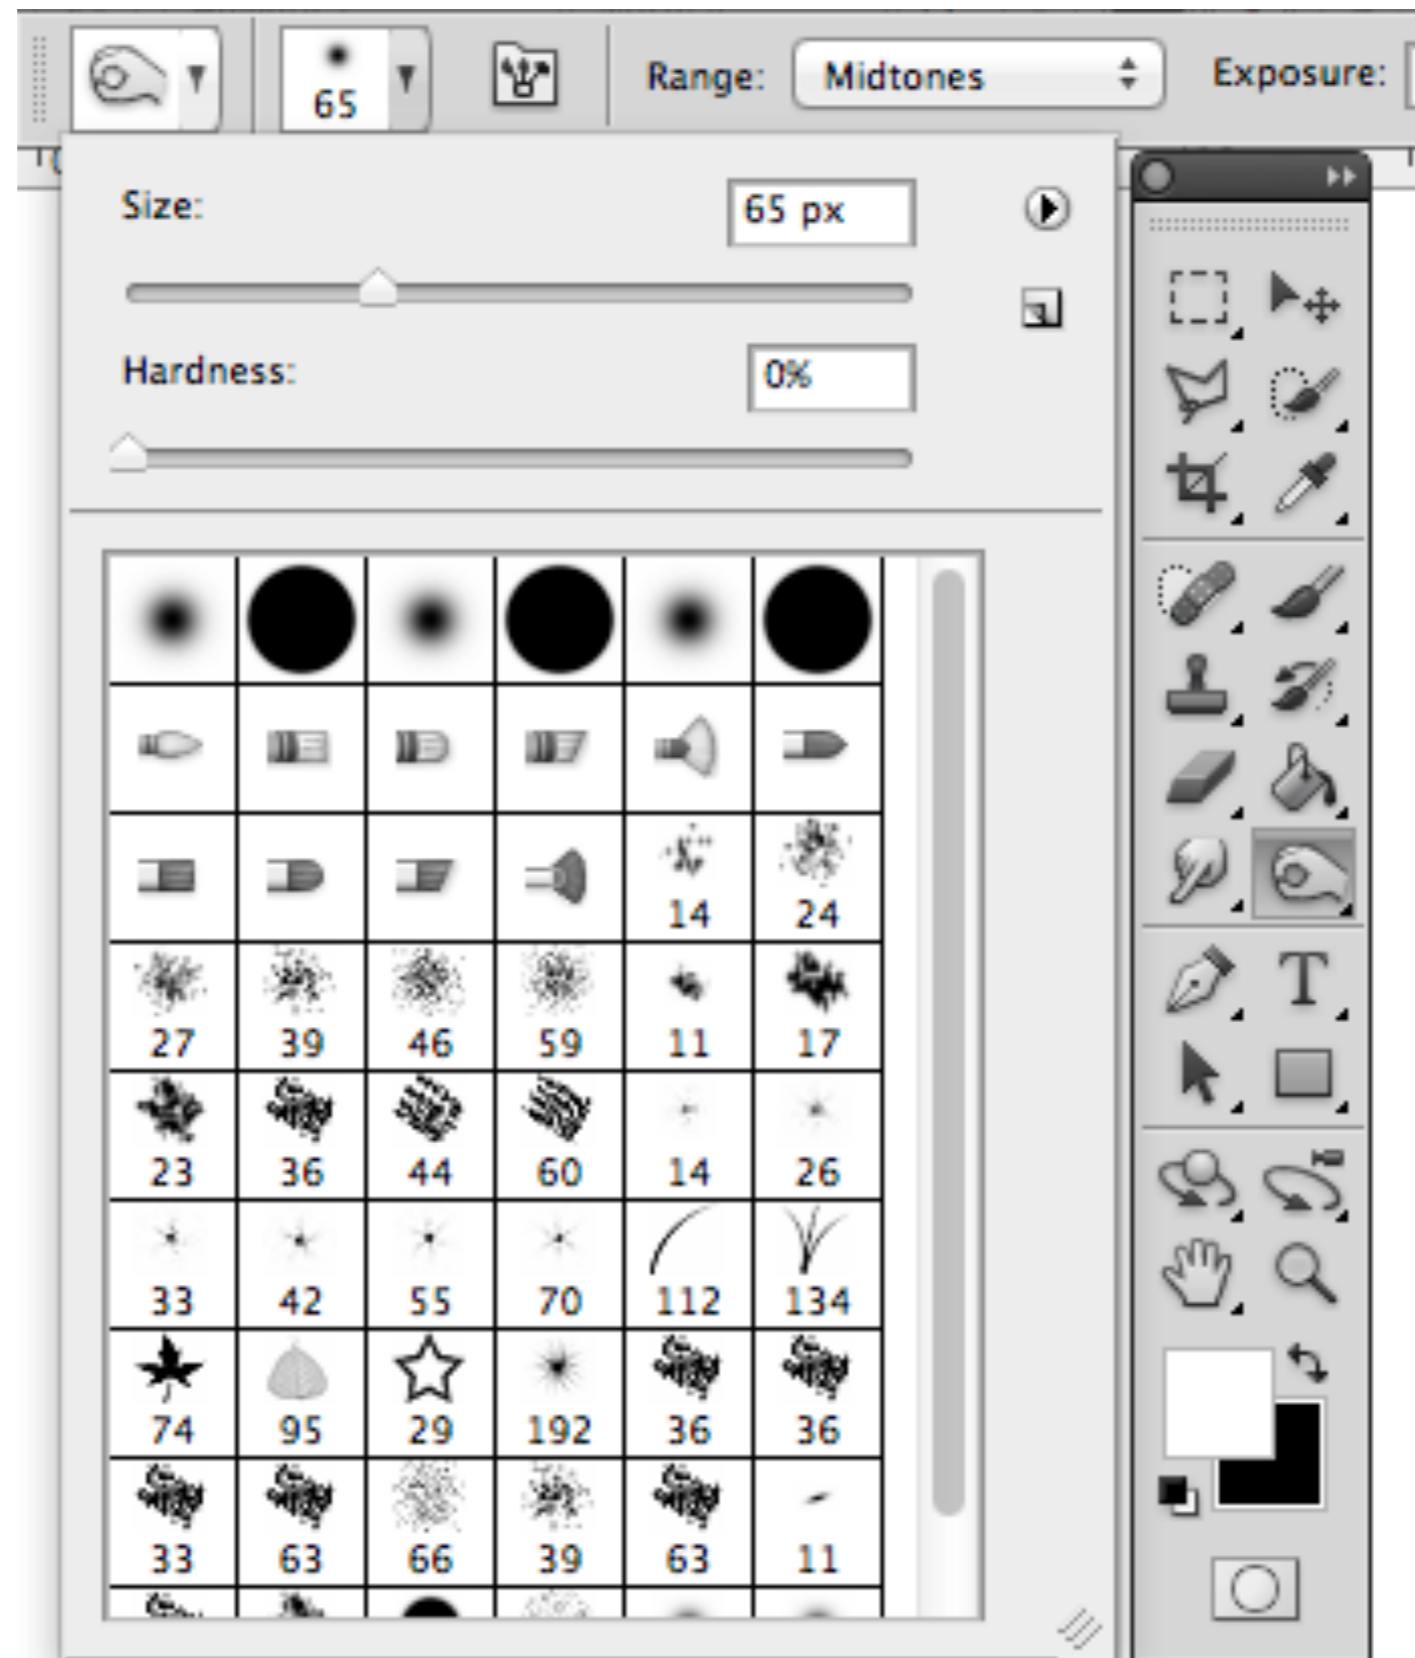 65
Range: Midtones Exposure:
Size: 65 px
Hardness: 0%
14 24
27 39 46 59 11 17
23 36 44 60 14 26
33 42 55 70 112 134
74 95 29 192 36 36
33 63 66 39 63 11
T